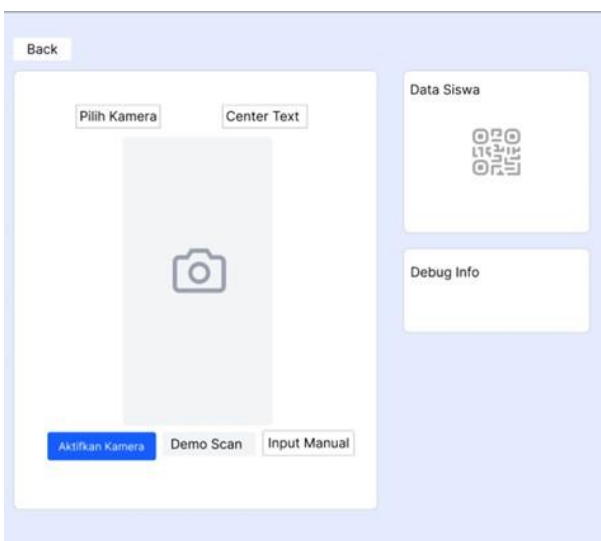 Back
Pilih Kamera
Center Text
Aktifkan Kamera
Demo Scan
Input Manual
Data Siswa
Debug Info